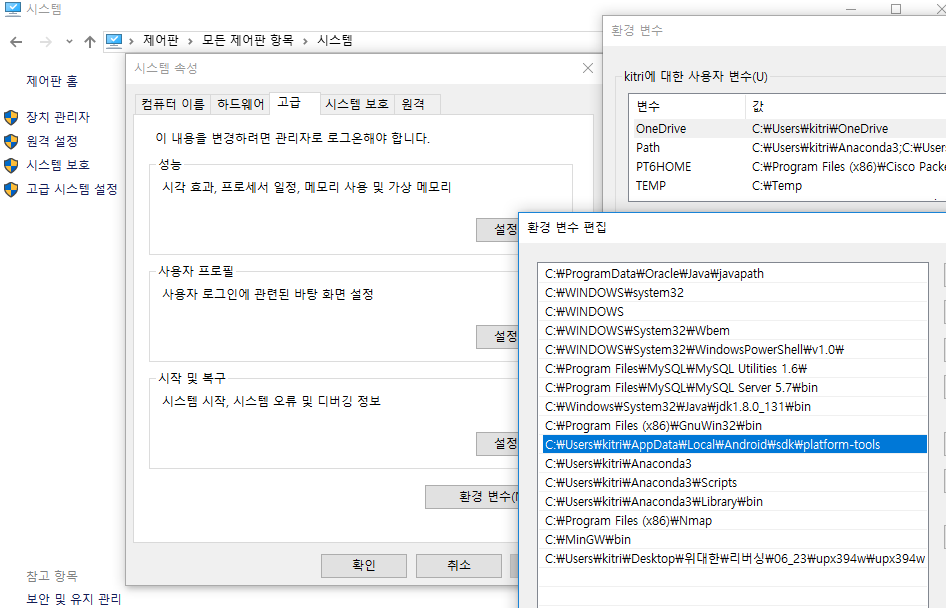 시스템
제어판 > 모든 제어판 항목 > 시스템
제어판 홈
장치 관리자
원격 설정
시스템 보호
고급 시스템 설정
참고 항목
보안 및 유지 관리
시스템 속성
컴퓨터 이름 하드웨어 고급 시스템 보호 원격
이 내용을 변경하려면 관리자로 로그온해야 합니다.
성능
시각 효과, 프로세서 일정, 메모리 사용 및 가상 메모리
설정
사용자 프로필
사용자 로그인에 관련된 바탕 화면 설정
설정
시작 및 복구
시스템 시작, 시스템 오류 및 디버깅 정보
설정
환경 변수(
확인 취소
환경 변수
kitri에 대한 사용자 변수(U)
변수 값
OneDrive C:₩Users₩kitri₩OneDrive
Path C:₩Users₩kitri₩Anaconda3;C:₩Users
PT6HOME C:₩Program Files (x86)₩Cisco Packe
TEMP C:₩Temp
환경 변수 편집
C:₩ProgramData₩Oracle₩Java₩javapath
C:₩WINDOWS₩system32
C:₩WINDOWS
C:₩WINDOWS₩System32₩Wbem
C:₩WINDOWS₩System32₩WindowsPowerShell₩v1.0₩
C:₩Program Files₩MySQL₩MySQL Utilities 1.6₩
C:₩Program Files₩MySQL₩MySQL Server 5.7₩bin
C:₩Windows₩System32₩Java₩jdk1.8.0_131₩bin
C:₩Program Files (x86)₩GnuWin32₩bin
C:₩Users₩kitri₩AppData₩Local₩Android₩sdk₩platform-tools
C:₩Users₩kitri₩Anaconda3
C:₩Users₩kitri₩Anaconda3₩Scripts
C:₩Users₩kitri₩Anaconda3₩Library₩bin
C:₩Program Files (x86)₩Nmap
C:₩MinGW₩bin
C:₩Users₩kitri₩Desktop₩위대한₩리버싱₩06_23₩upx394w₩upx394w